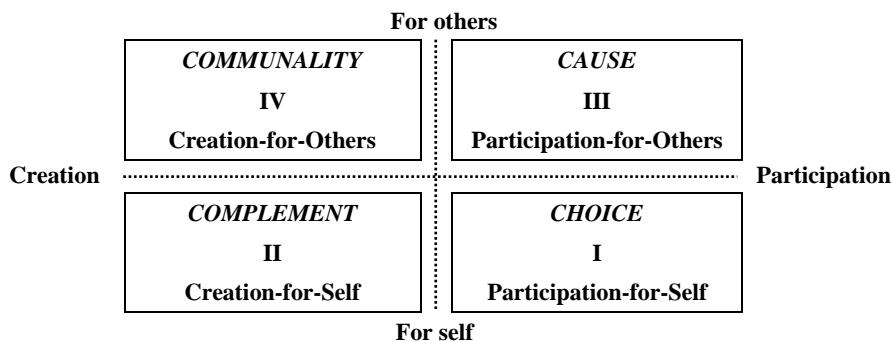 For others
COMMUNALITY
IV
Creation-for-Others
CAUSE
III
Participation-for-Others
Creation
Participation
COMPLEMENT
II
Creation-for-Self
CHOICE
I
Participation-for-Self
For self